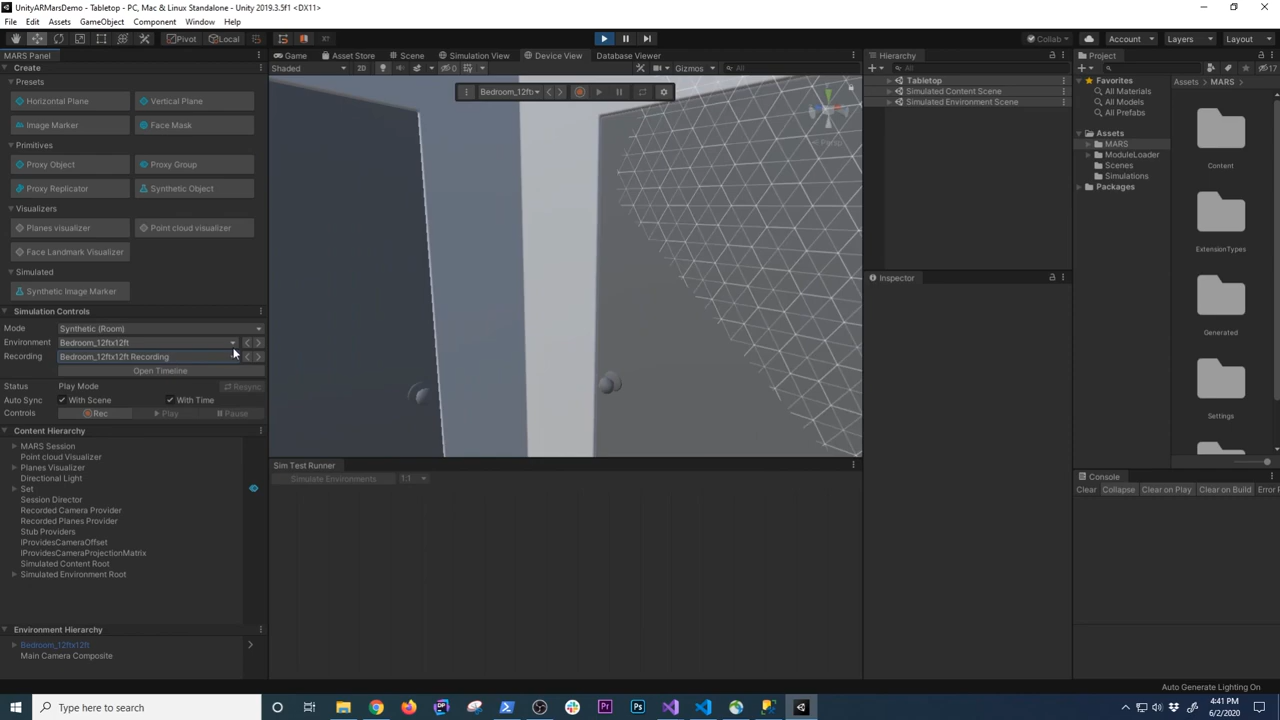 UnityARMarsDemo - Tabletop - PC, Mac & Linux Standalone - Unity 2019.3.5f1 <DX11>
File Edit Assets GameObject Component Window Help
Pivot Local Collab Account Layers Layout
MARS Panel
Create
Presets
Horizontal Plane Vertical Plane
Image Marker Face Mask
Primitives
Proxy Object Proxy Group
Proxy Replicator Synthetic Object
Visualizers
Planes visualizer Point cloud visualizer
Face Landmark Visualizer
Simulated
Synthetic Image Marker
Simulation Controls
Mode Synthetic (Room)
Environment Bedroom_12ftx12ft
Recording Bedroom_12ftx12ft Recording
Open Timeline
Status Play Mode Resync
Auto Sync With Scene With Time
Controls Rec Play Pause
Content Hierarchy
MARS Session
Point cloud Visualizer
Planes Visualizer
Directional Light
Set
Session Director
Recorded Camera Provider
Recorded Planes Provider
Stub Providers
IProvidesCameraOffset
IProvidesCameraProjectionMatrix
Simulated Content Root
Simulated Environment Root
Environment Hierarchy
Bedroom_12ftx12ft
Main Camera Composite
Game Asset Store Scene Simulation View Device View Database Viewer
Shaded 2D 0 Gizmos All
Bedroom_12ft
Persp
Sim Test Runner
Simulate Environments 1:1
Hierarchy
All
Tabletop
Simulated Content Scene
Simulated Environment Scene
Inspector
Project
17
Favorites
All Materials
All Models
All Prefabs
Assets
MARS
ModuleLoader
Scenes
Simulations
Packages
Assets > MARS >
Content
ExtensionTypes
Generated
Settings
Console
Clear Collapse Clear on Play Clear on Build Error P
Auto Generate Lighting On
Type here to search
4:41 PM
6/2/2020